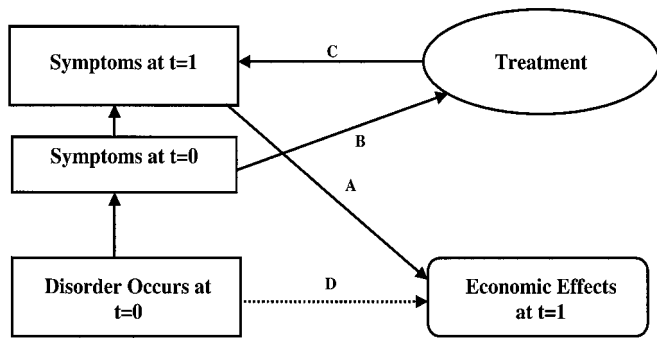 Symptoms at t=1
C
Treatment
Symptoms at t=0
B
A
Disorder Occurs at
t=0
D
Economic Effects
at t=1